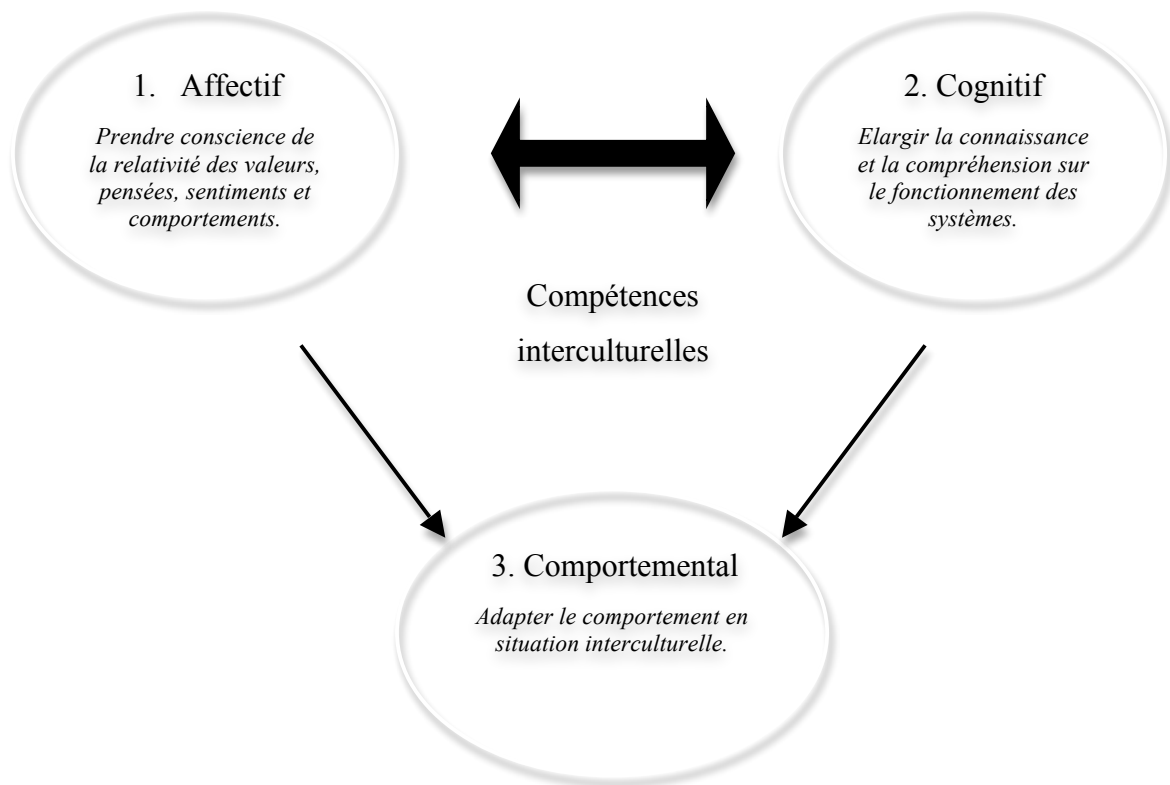 1. Affectif
Prendre conscience de
la relativité des valeurs,
pensées, sentiments et
comportements.
2. Cognitif
Elargir la connaissance
et la compréhension sur
le fonctionnement des
systèmes.
Compétences
interculturelles
3. Comportemental
Adapter le comportement en
situation interculturelle.